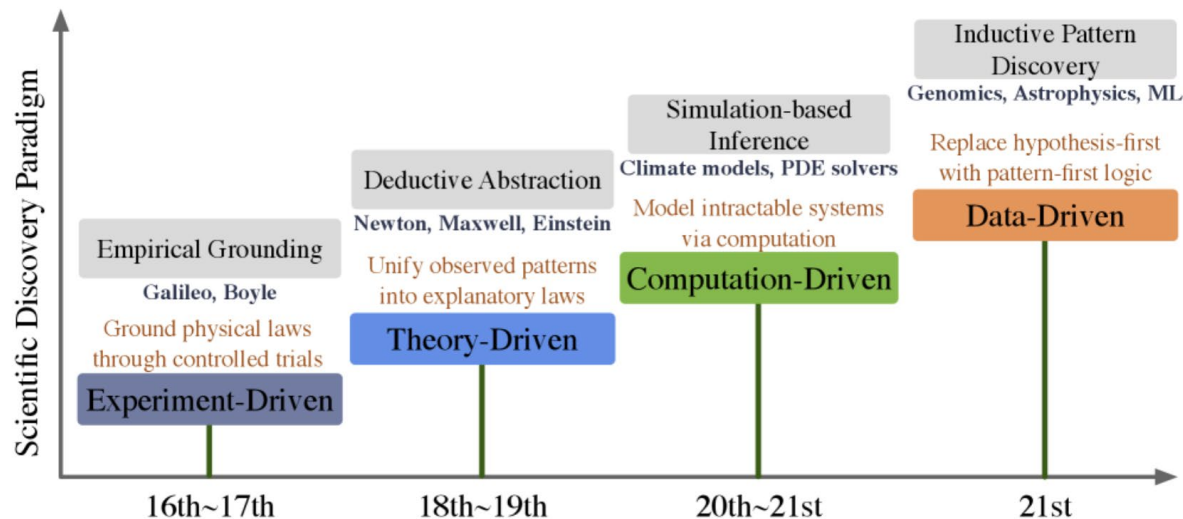 Scientific Discovery Paradigm
Empirical Grounding
Galileo, Boyle
Ground physical laws
through controlled trials
Experiment-Driven
16th~17th
Deductive Abstraction
Newton, Maxwell, Einstein
Unify observed patterns
into explanatory laws
Theory-Driven
18th~19th
Simulation-based
Inference
Climate models, PDE solvers
Model intractable systems
via computation
Computation-Driven
20th~21st
Inductive Pattern
Discovery
Genomics, Astrophysics, ML
Replace hypothesis-first
with pattern-first logic
Data-Driven
21st